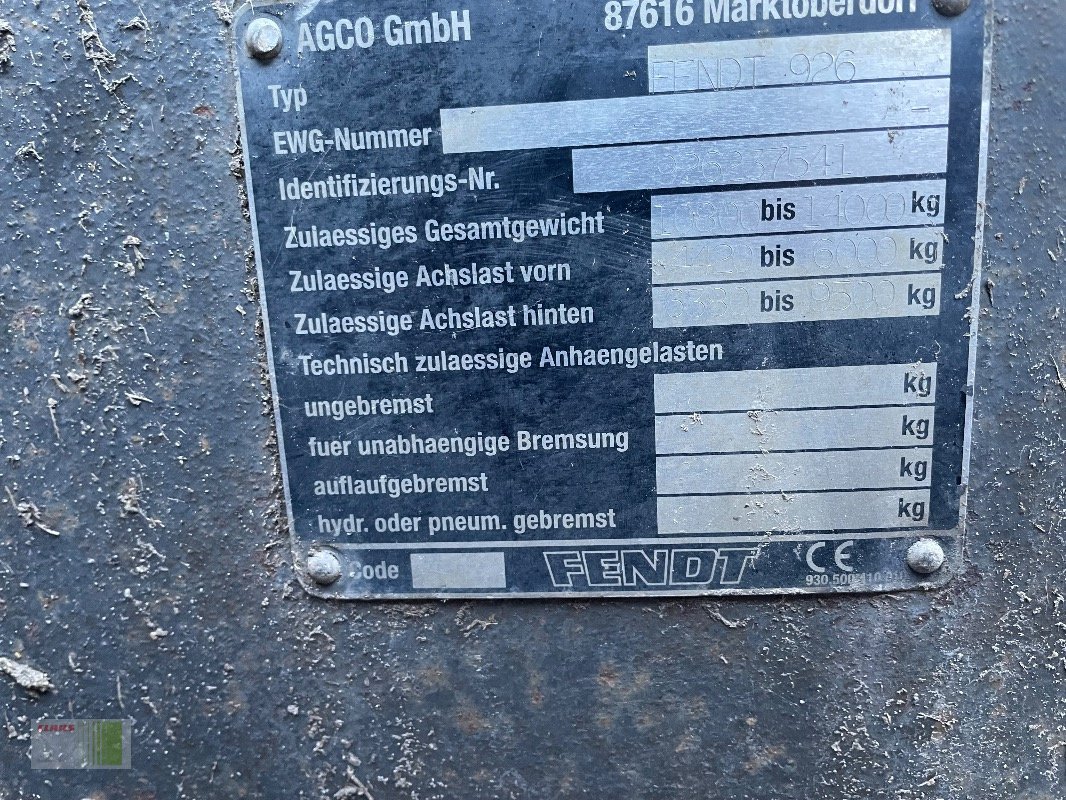 AGCO GmbH 87616 Marktoberdorf
Typ FENDT 926
EWG-Nummer -
Identifizierungs-Nr.
Zulaessiges Gesamtgewicht bis 14000 kg
Zulaessige Achslast vorn bis 6000 kg
Zulaessige Achslast hinten bis 9500 kg
Technisch zulaessige Anhaengelasten
ungebremst kg
fuer unabhaengige Bremsung kg
auflaufgebremst kg
hydr. oder pneum. gebremst kg
Code FENDT CE
CLAAS